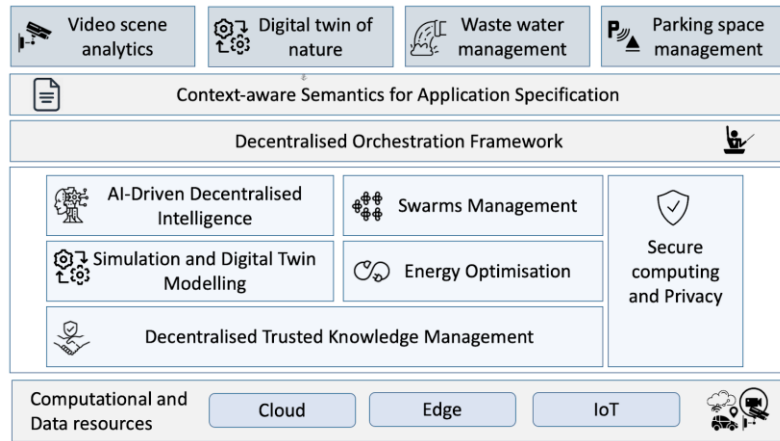 Video scene
analytics
Digital twin of
nature
Waste water
management
P
Parking space
management
Context-aware Semantics for Application Specification
Decentralised Orchestration Framework
AI-Driven Decentralised
Intelligence
Swarms Management
Simulation and Digital Twin
Modelling
Energy Optimisation
Decentralised Trusted Knowledge Management
Secure
computing
and Privacy
Computational and
Data resources
Cloud
Edge
IoT